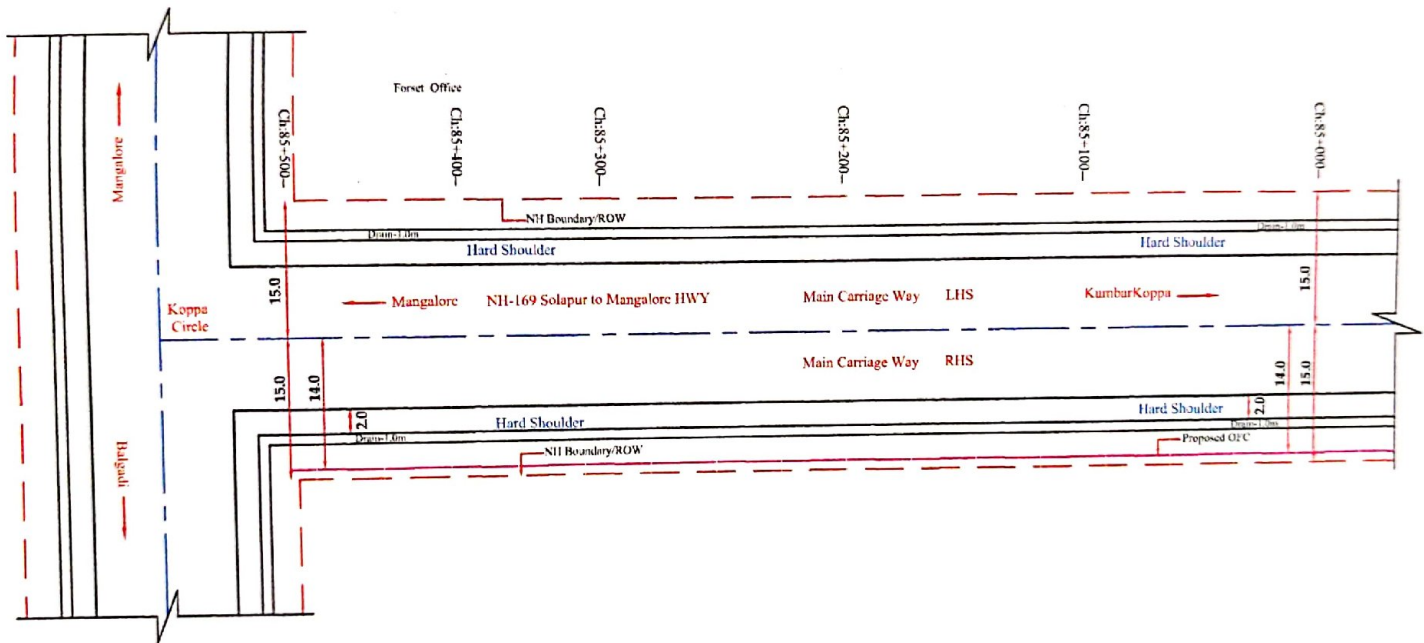 Forset Office
Ch:85+500
Ch:85+400
Ch:85+300
Ch:85+200
Ch:85+100
Ch:85+000
Mangalore
NH Boundary/ROW
Drain-1.0m
Drain-1.0m
Hard Shoulder
Hard Shoulder
15.0
15.0
Mangalore
NH-169 Solapur to Mangalore HWY
Main Carriage Way LHS
KumbarKoppa
Koppa
Circle
Main Carriage Way RHS
15.0
14.0
14.0
15.0
2.0
2.0
Hard Shoulder
Hard Shoulder
Drain-1.0m
Drain-1.0m
NH Boundary/ROW
Proposed OFC
Balgadi